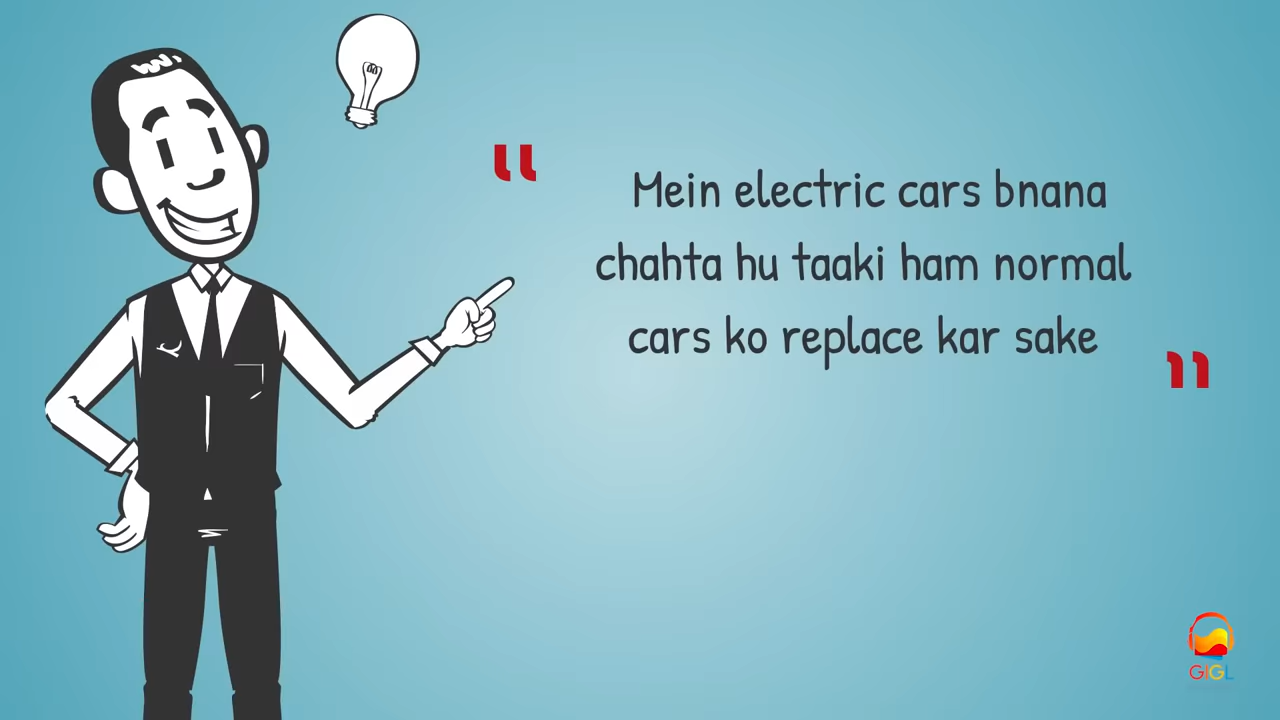 Mein electric cars bnana
chahta hu taaki ham normal
cars ko replace kar sake
GIGL